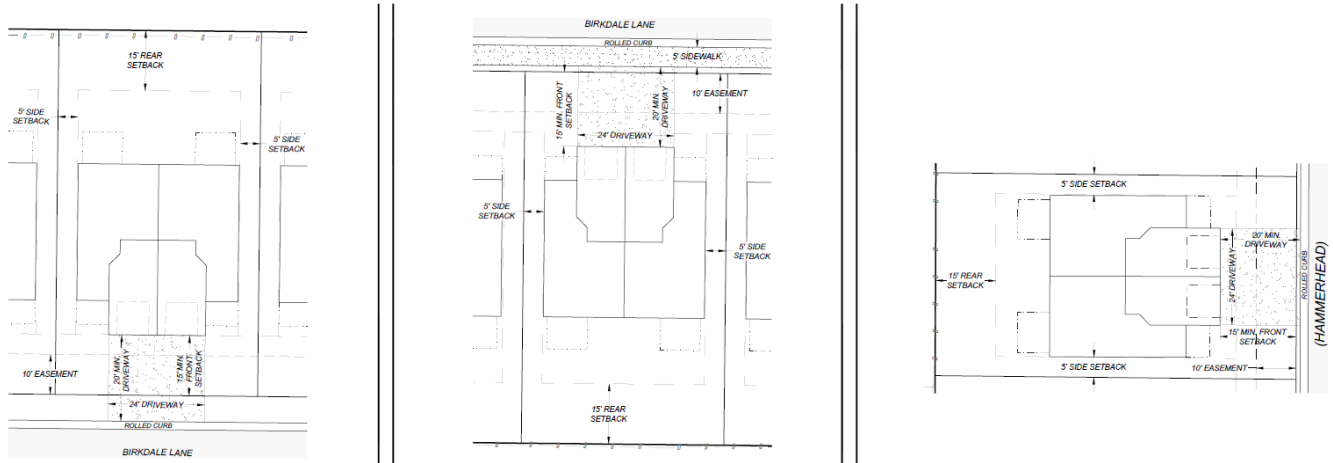 15' REAR
SETBACK
5' SIDE
SETBACK
5' SIDE
SETBACK
10' EASEMENT
20' MIN.
DRIVEWAY
15' MIN.
FRONT
SETBACK
24' DRIVEWAY
ROLLED CURB
BIRKDALE LANE
BIRKDALE LANE
ROLLED CURB
5' SIDEWALK
10' EASEMENT
15' MIN. FRONT
SETBACK
20' MIN.
DRIVEWAY
24' DRIVEWAY
5' SIDE
SETBACK
5' SIDE
SETBACK
15' REAR
SETBACK
5' SIDE SETBACK
20' MIN.
DRIVEWAY
24' DRIVEWAY
15' REAR
SETBACK
15' MIN. FRONT
SETBACK
5' SIDE SETBACK
10' EASEMENT
ROLLED CURB
(HAMMERHEAD)